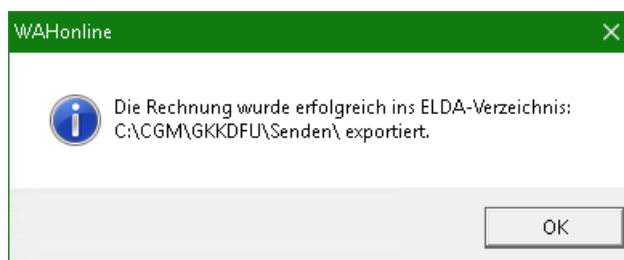 WAHonline
Die Rechnung wurde erfolgreich ins ELDA-Verzeichnis:
C:\CGM\GKKDFU\Senden\ exportiert.
OK